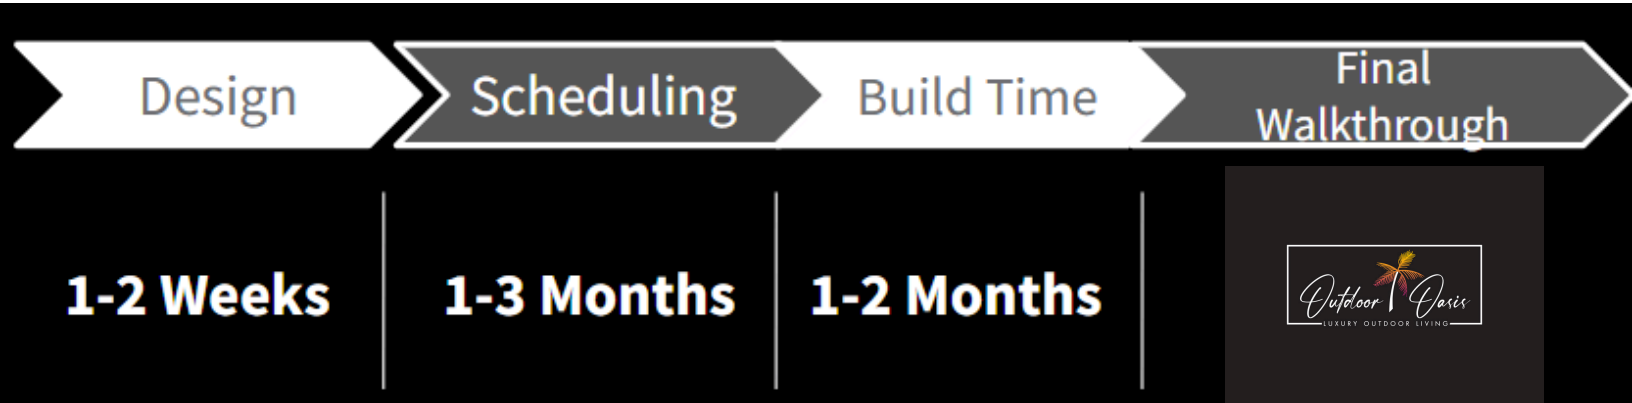 Design
Scheduling
Build Time
Final
Walkthrough
1-2 Weeks
1-3 Months
1-2 Months
Outdoor Oasis
LUXURY OUTDOOR LIVING